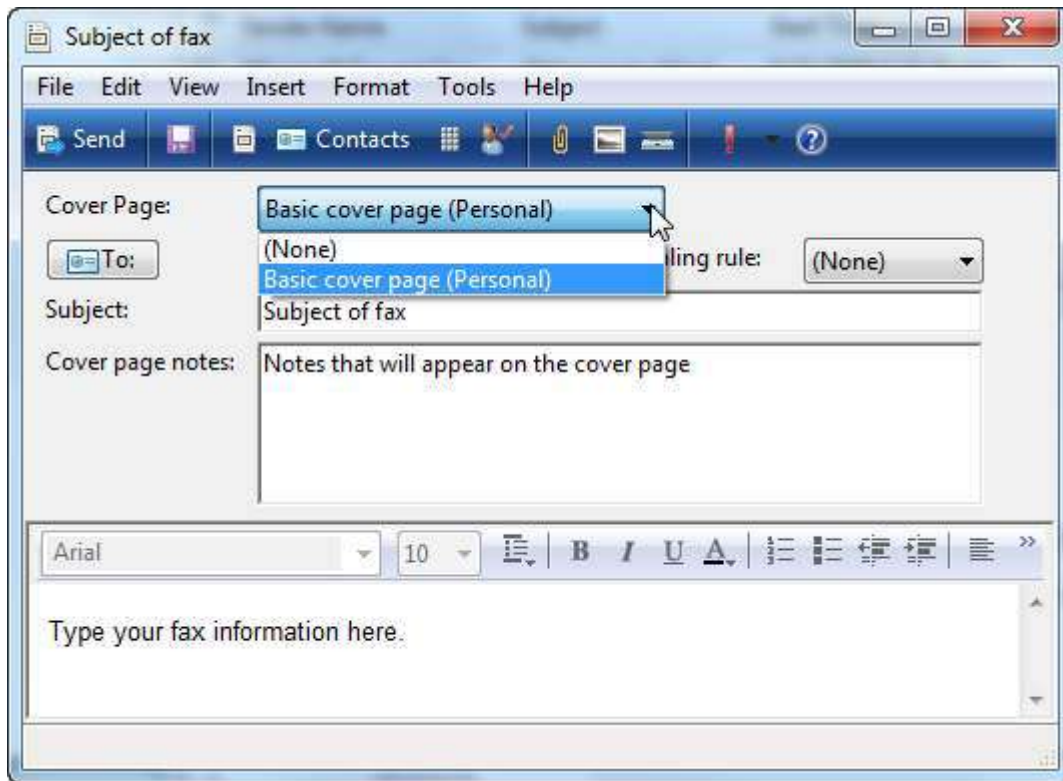 Subject of fax
File Edit View Insert Format Tools Help
Send Contacts
Cover Page: Basic cover page (Personal)
(None)
Basic cover page (Personal)
To: rule: (None)
Subject: Subject of fax
Cover page notes: Notes that will appear on the cover page
Arial 10 B I U A
Type your fax information here.